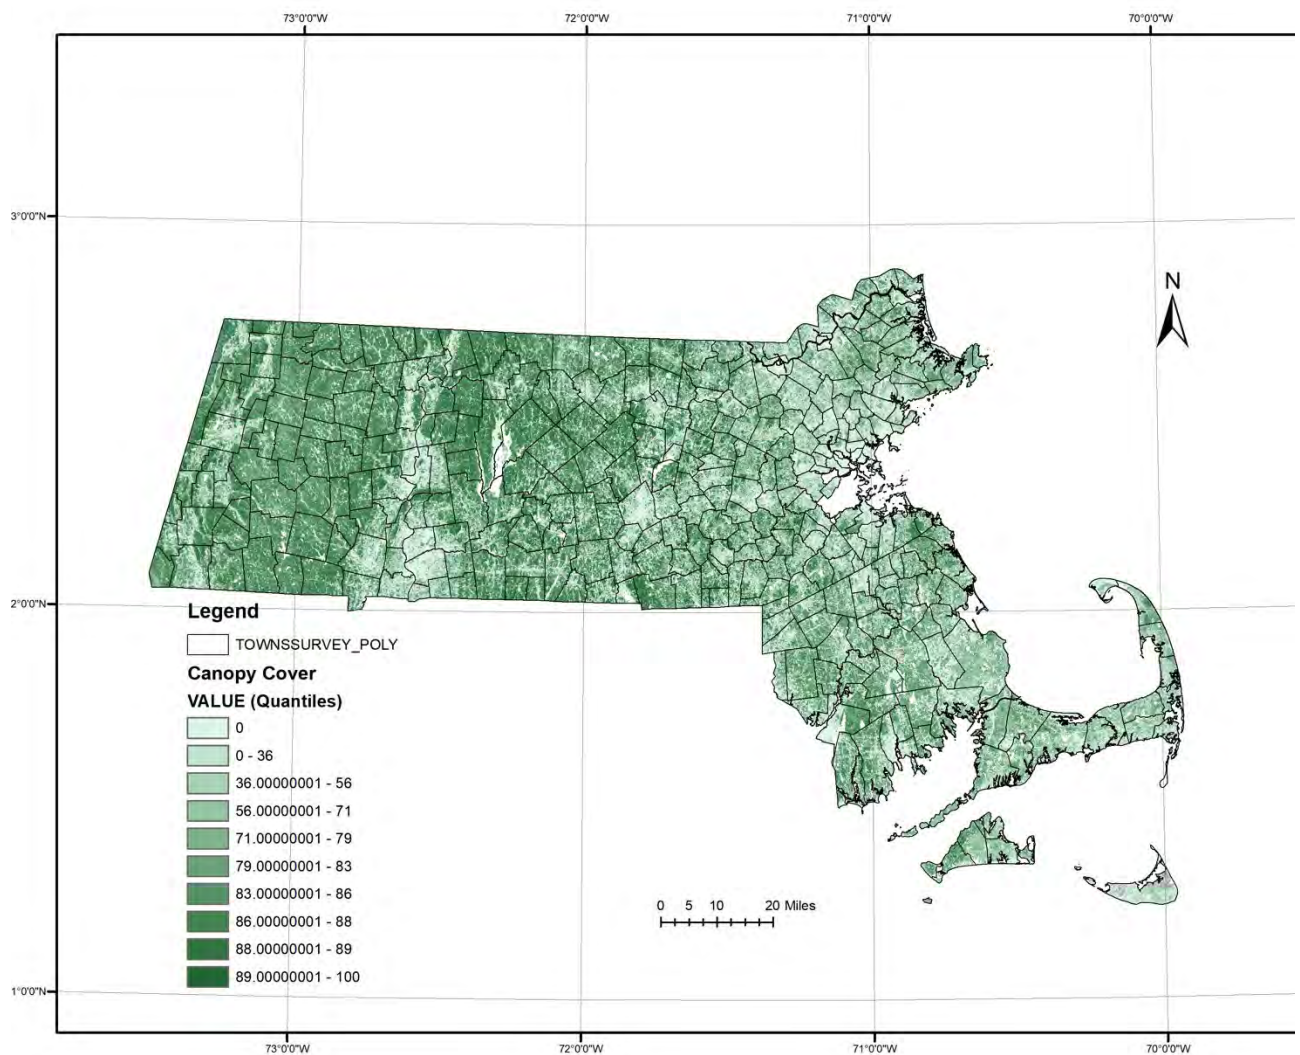 73°0'0"W 72°0'0"W 71°0'0"W 70°0'0"W
3°0'0"N
N
2°0'0"N
Legend
TOWNSSURVEY_POLY
Canopy Cover
VALUE (Quantiles)
0
0 - 36
36.00000001 - 56
56.00000001 - 71
71.00000001 - 79
79.00000001 - 83
83.00000001 - 86
86.00000001 - 88
88.00000001 - 89
89.00000001 - 100
0 5 10 20 Miles
1°0'0"N
73°0'0"W 72°0'0"W 71°0'0"W 70°0'0"W